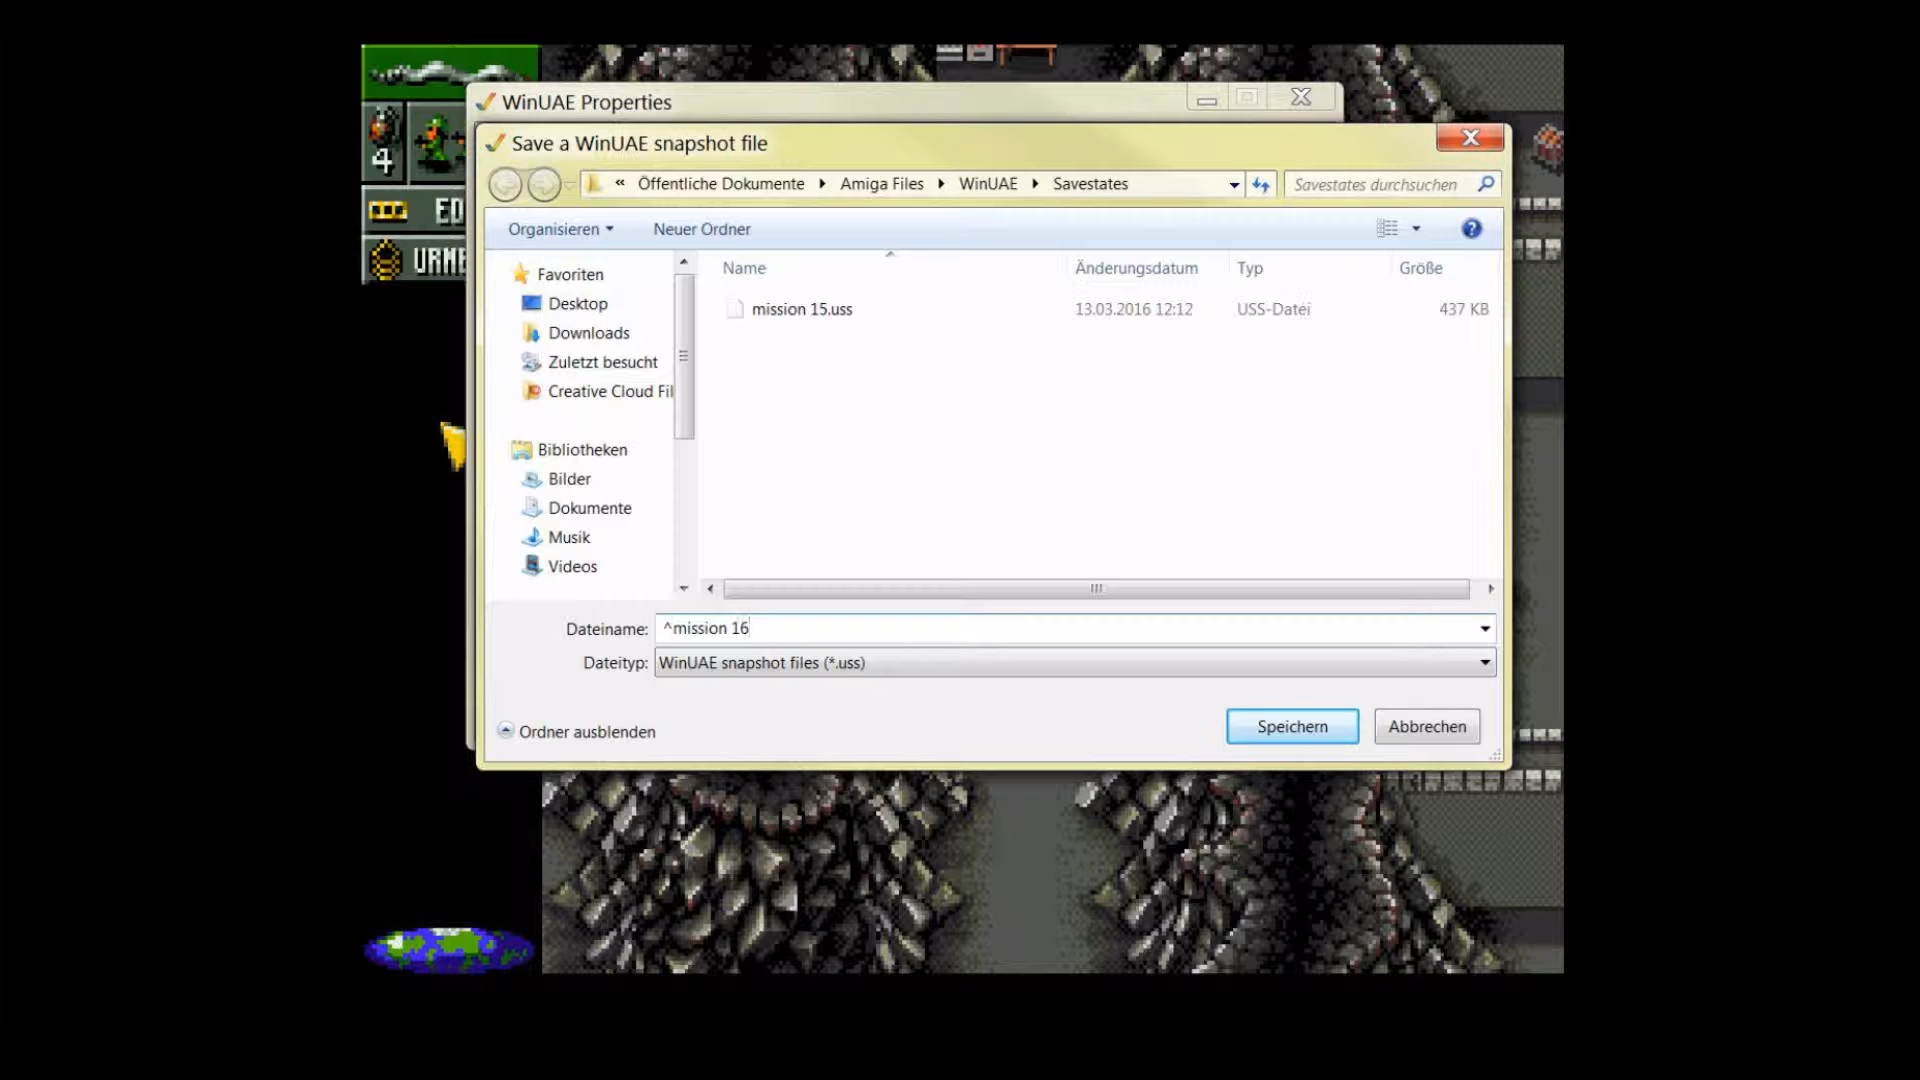 WinUAE Properties
Save a WinUAE snapshot file
« Öffentliche Dokumente Amiga Files WinUAE Savestates
Savestates durchsuchen
4
Organisieren
Neuer Ordner
Name
Änderungsdatum
Typ
Größe
mission 15.uss
13.03.2016 12:12
USS-Datei
437 KB
Favoriten
Desktop
Downloads
Zuletzt besucht
Creative Cloud Fil
Bibliotheken
Bilder
Dokumente
Musik
Videos
Dateiname:
^mission 16
Dateityp:
WinUAE snapshot files (*.uss)
Ordner ausblenden
Speichern
Abbrechen